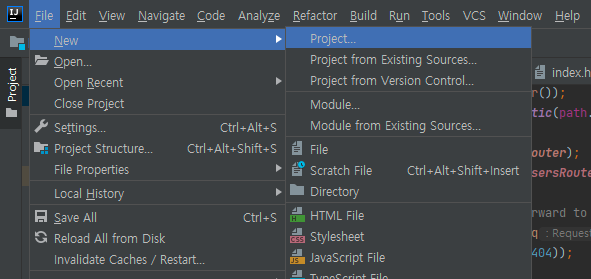 IJ File Edit View Navigate Code Analyze Refactor Build Run Tools VCS Window Help
New
Open...
Open Recent
Close Project
Settings... Ctrl+Alt+S
Project Structure... Ctrl+Alt+Shift+S
File Properties
Local History
Save All Ctrl+S
Reload All from Disk
Invalidate Caches / Restart...
Project...
Project from Existing Sources...
Project from Version Control...
Module...
Module from Existing Sources...
File
Scratch File Ctrl+Alt+Shift+Insert
Directory
HTML File
Stylesheet
JavaScript File
TypeScript File
Project
index.h
er());
tic(path.
outer);
sersRoute
rward to
q : Reques
404));